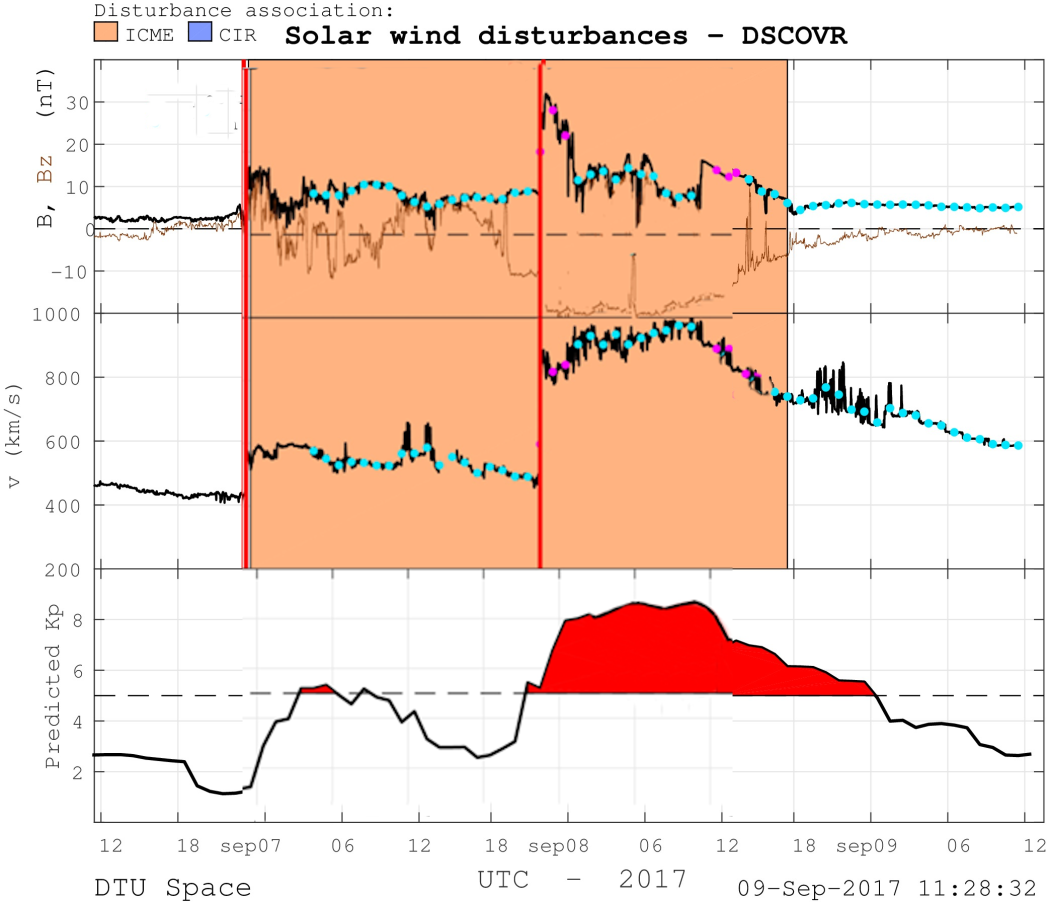 Disturbance association:
ICME CIR Solar wind disturbances - DSCOVR
B, Bz (nT)
30
20
10
0
-10
1000
v (km/s)
800
600
400
200
Predicted Kp
8
6
4
2
12 18 sep07 06 12 18 sep08 06 12 18 sep09 06 12
UTC - 2017
DTU Space
09-Sep-2017 11:28:32